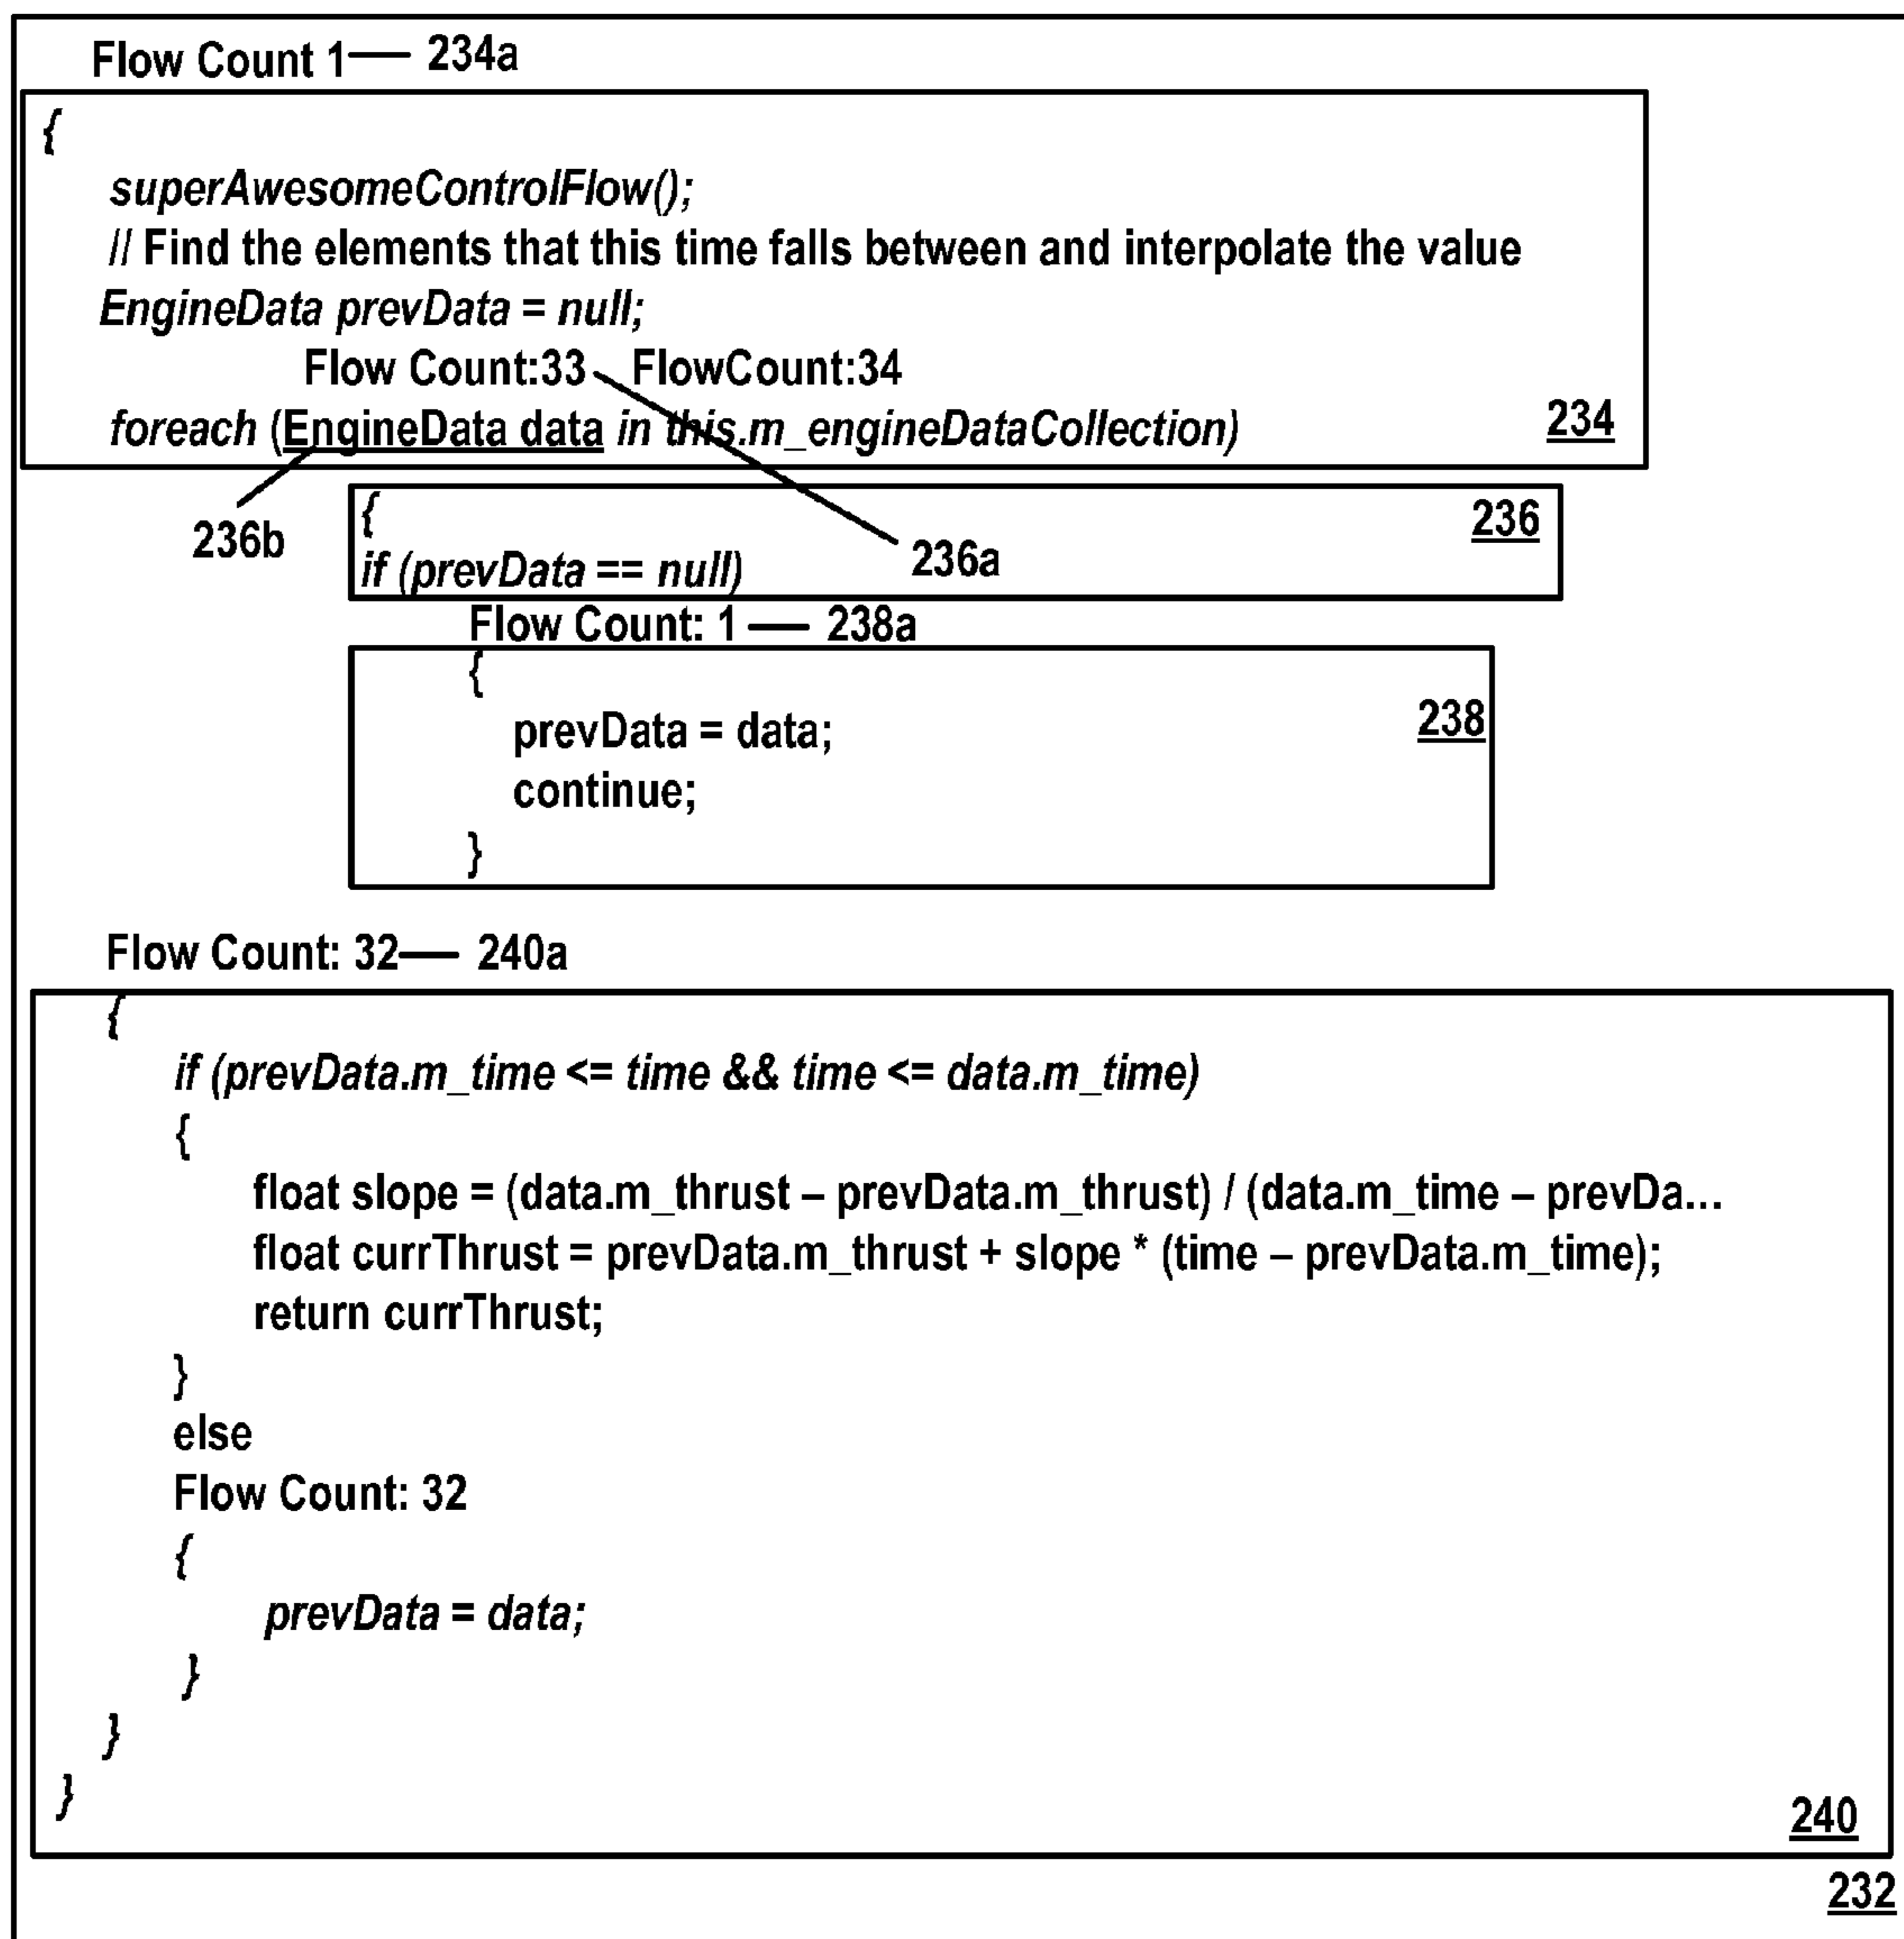 Flow Count 1 234a
{
superAwesomeControlFlow();
// Find the elements that this time falls between and interpolate the value
EngineData prevData = null;
Flow Count:33 FlowCount:34
foreach (EngineData data in this.m_engineDataCollection) 234
236b
{ 236
if (prevData == null) 236a
Flow Count: 1 238a
{
prevData = data; 238
continue;
}
Flow Count: 32 240a
{
if (prevData.m_time <= time && time <= data.m_time)
{
float slope = (data.m_thrust – prevData.m_thrust) / (data.m_time – prevDa...
float currThrust = prevData.m_thrust + slope * (time – prevData.m_time);
return currThrust;
}
else
Flow Count: 32
{
prevData = data;
}
}
}
240
232